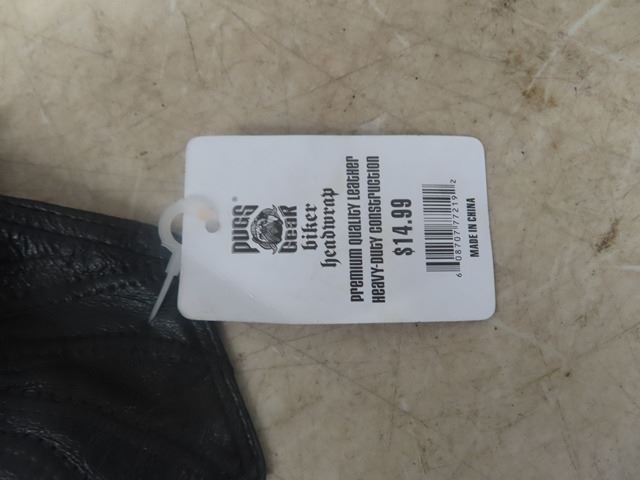 PUGS®
GEAR
biker
headwrap
PREMIUM QUALITY LEATHER
HEAVY-DUTY CONSTRUCTION
$14.99
6 08707 77219 2
MADE IN CHINA